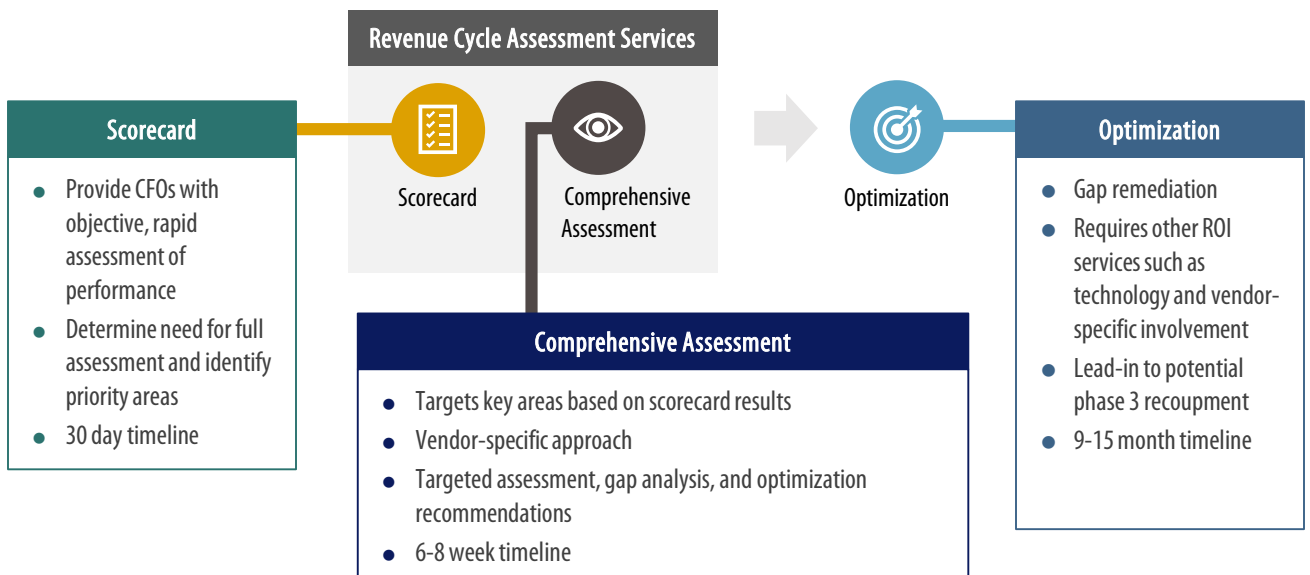 Revenue Cycle Assessment Services
Scorecard
Comprehensive
Assessment
Optimization
Scorecard
● Provide CFOs with
objective, rapid
assessment of
performance
● Determine need for full
assessment and identify
priority areas
● 30 day timeline
Comprehensive Assessment
● Targets key areas based on scorecard results
● Vendor-specific approach
● Targeted assessment, gap analysis, and optimization
recommendations
● 6-8 week timeline
Optimization
● Gap remediation
● Requires other ROI
services such as
technology and vendor-
specific involvement
● Lead-in to potential
phase 3 recoupment
● 9-15 month timeline